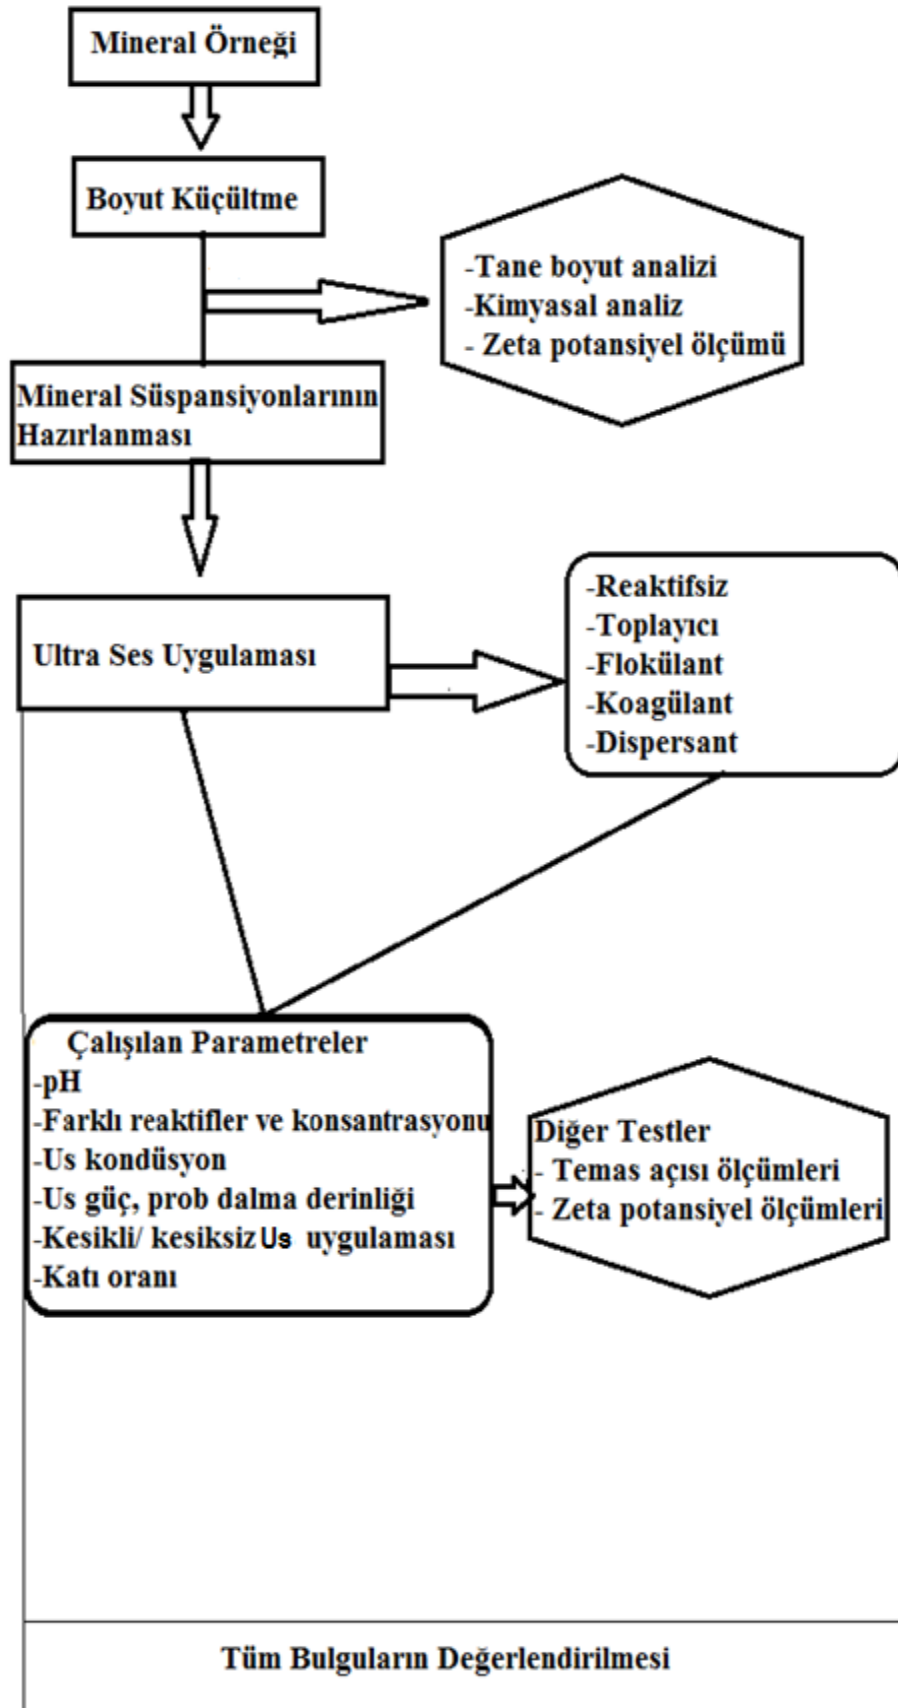 Mineral Örneği
Boyut Küçültme
-Tane boyut analizi
-Kimyasal analiz
- Zeta potansiyel ölçümü
Mineral Süspansiyonlarının
Hazırlanması
Ultra Ses Uygulaması
-Reaktifsiz
-Toplayıcı
-Flokülant
-Koagülant
-Dispersant
Çalışılan Parametreler
-pH
-Farklı reaktifler ve konsantrasyonu
-Us kondüsyon
-Us güç, prob dalma derinliği
-Kesikli/ kesiksiz Us uygulaması
-Katı oranı
Diğer Testler
- Temas açısı ölçümleri
- Zeta potansiyel ölçümleri
Tüm Bulguların Değerlendirilmesi